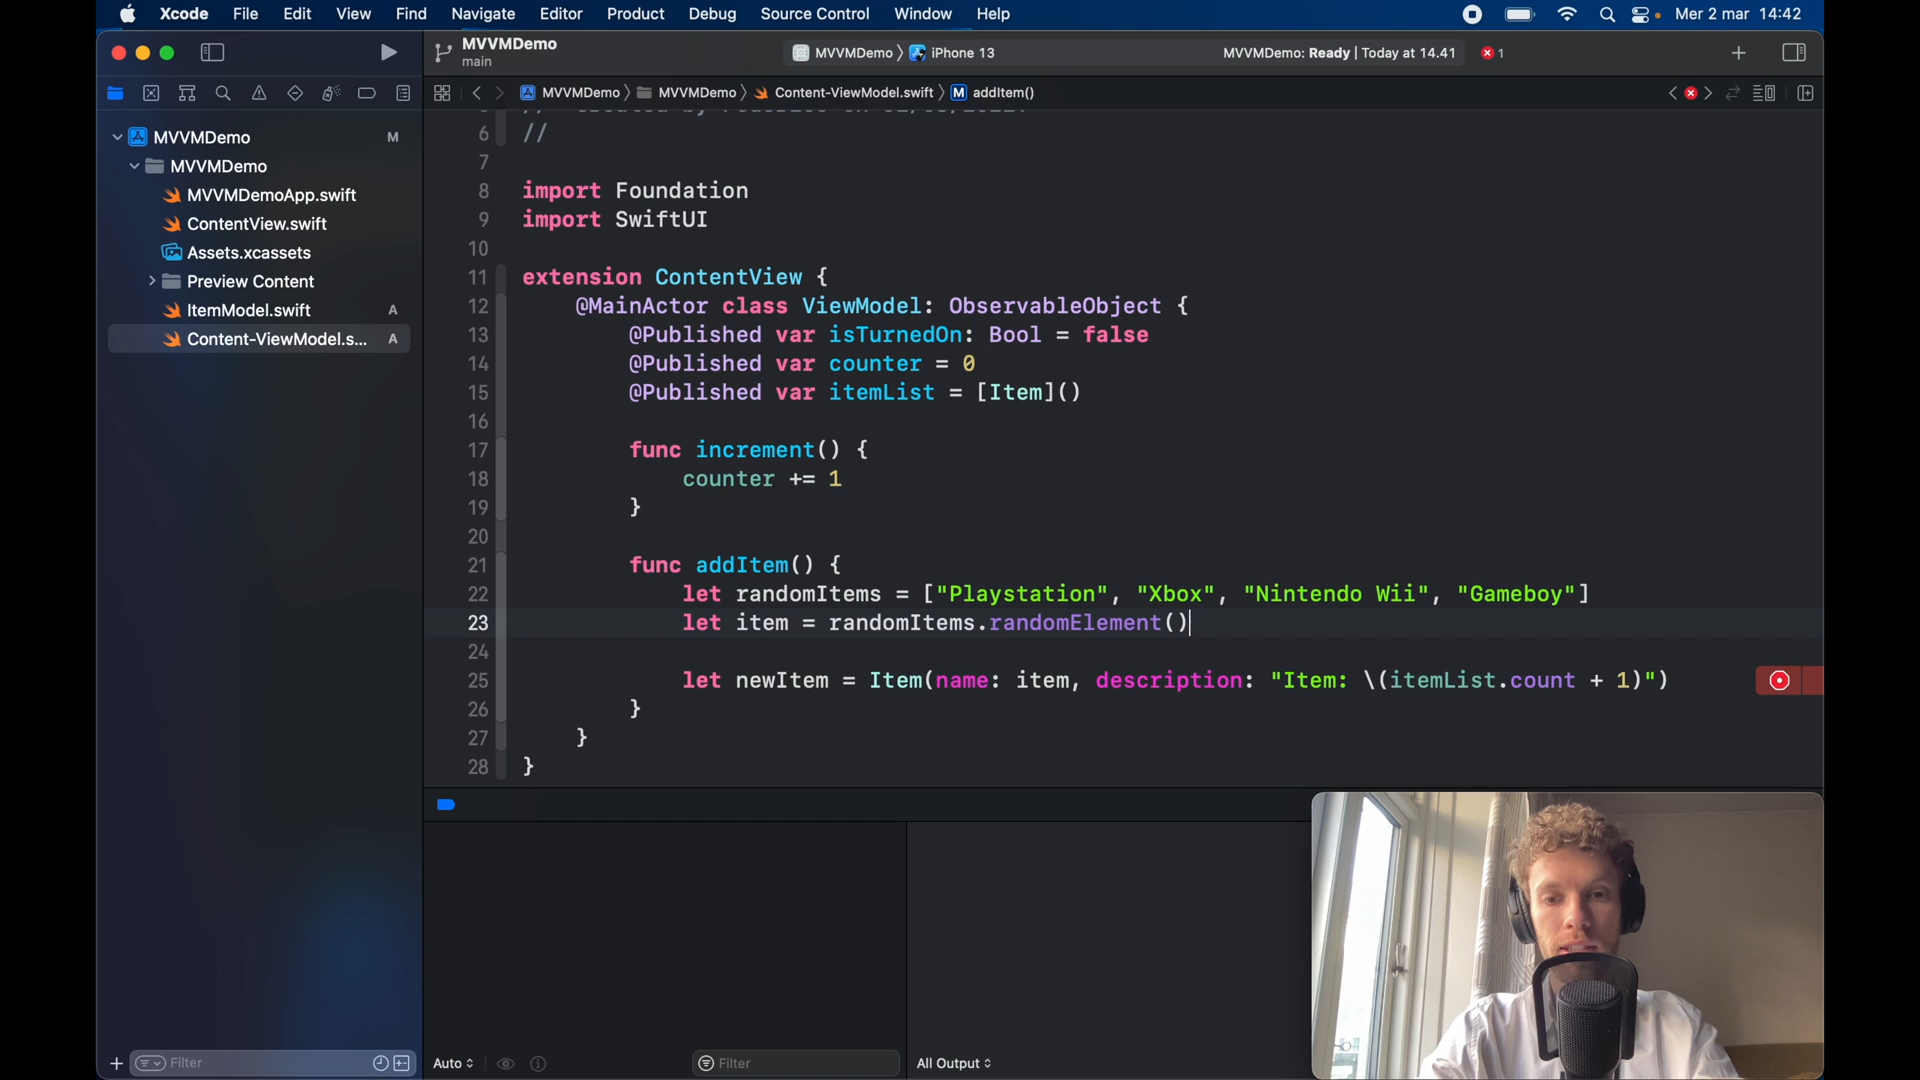 Xcode File Edit View Find Navigate Editor Product Debug Source Control Window Help Mer 2 mar 14:42
MVVMDemo
main
MVVMDemo iPhone 13
MVVMDemo: Ready | Today at 14.41
1
MVVMDemo MVVMDemo Content-ViewModel.swift M addItem()
MVVMDemo M
MVVMDemo
MVVMDemoApp.swift
ContentView.swift
Assets.xcassets
Preview Content
ItemModel.swift A
Content-ViewModel.s... A
6 //
7
8 import Foundation
9 import SwiftUI
10
11 extension ContentView {
12 @MainActor class ViewModel: ObservableObject {
13 @Published var isTurnedOn: Bool = false
14 @Published var counter = 0
15 @Published var itemList = [Item]()
16
17 func increment() {
18 counter += 1
19 }
20
21 func addItem() {
22 let randomItems = ["Playstation", "Xbox", "Nintendo Wii", "Gameboy"]
23 let item = randomItems.randomElement()
24
25 let newItem = Item(name: item, description: "Item: \(itemList.count + 1)")
26 }
27 }
28 }
Filter
Auto
Filter
All Output